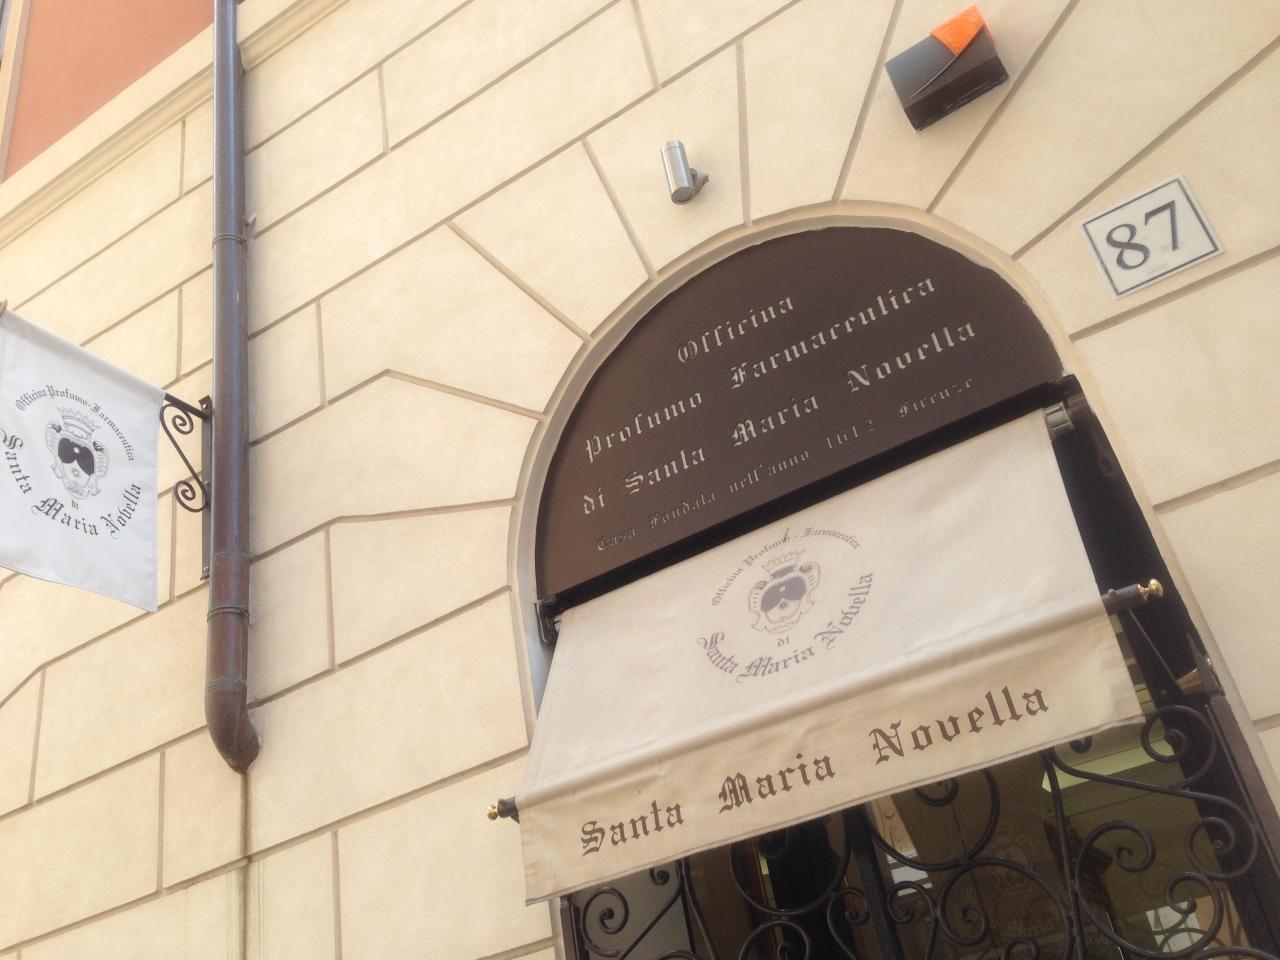 Officina Profumo-Farmaceutica
di
Santa Maria Novella
Officina
Profumo-Farmaceutica
di Santa Maria Novella
Casa Fondata nell'anno 1612 Firenze
87
Officina Profumo-Farmaceutica
di
Santa Maria Novella
Santa Maria Novella